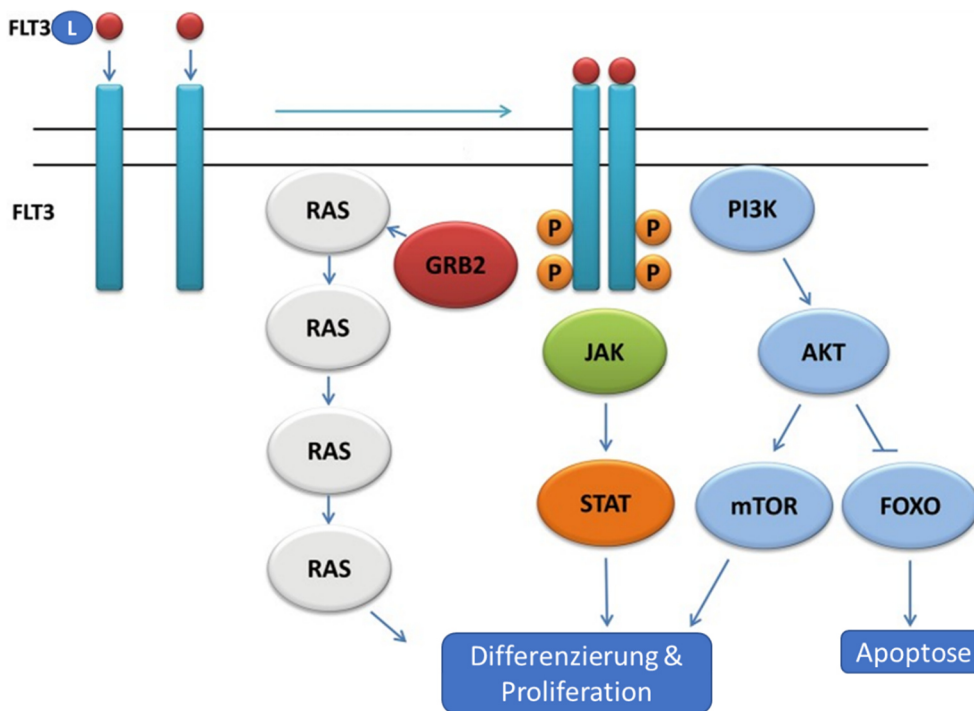 FLT3 L
FLT3
RAS
GRB2
RAS
RAS
RAS
P P
P P
JAK
STAT
PI3K
AKT
mTOR FOXO
Differenzierung &
Proliferation
Apoptose